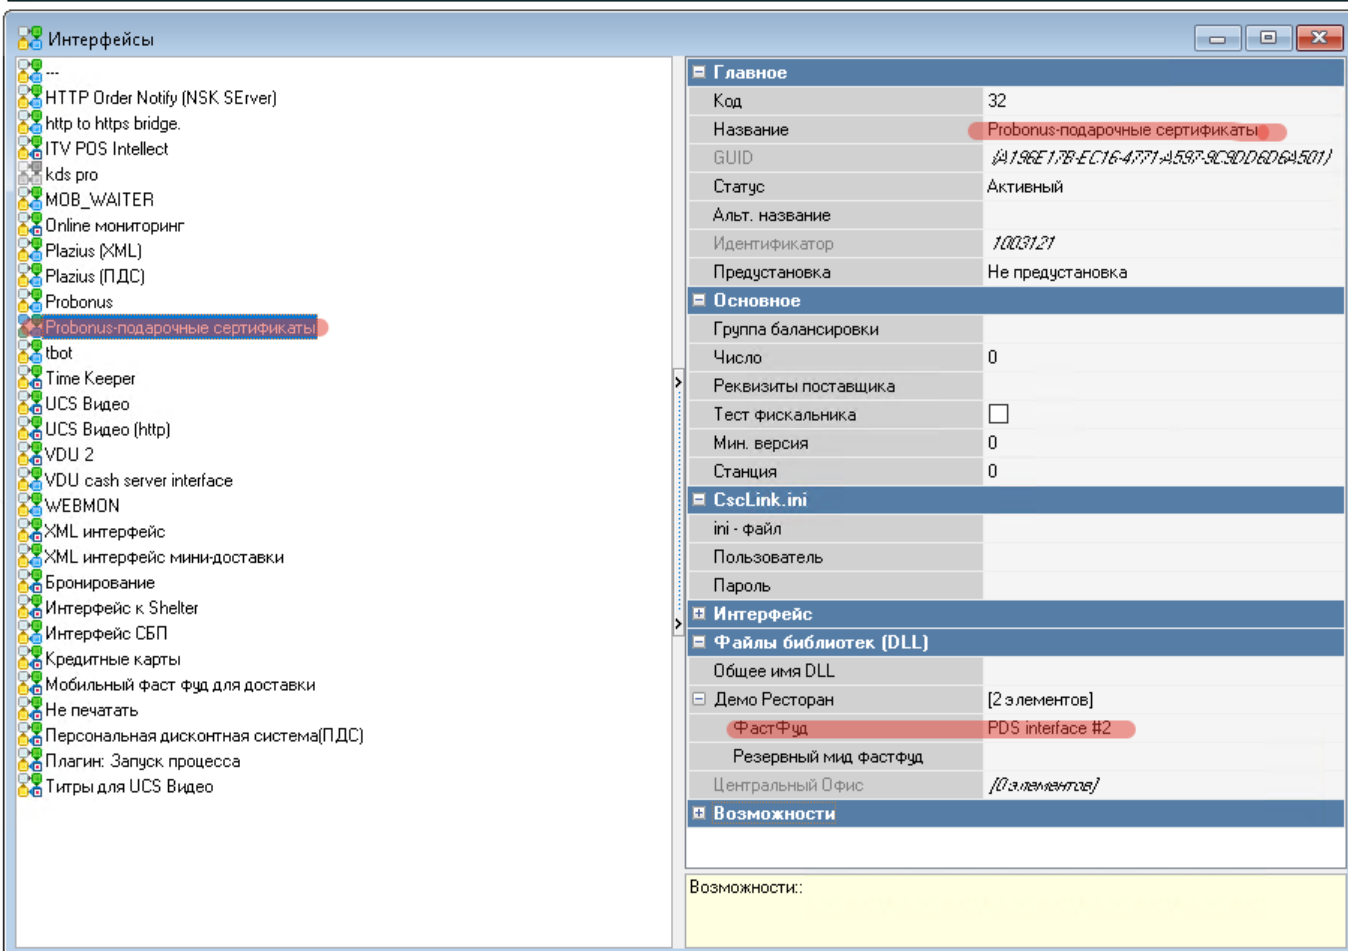 Интерфейсы
---
HTTP Order Notify (NSK SErver)
http to https bridge.
ITV POS Intellect
kds pro
MOB_WAITER
Online мониторинг
Plazius (XML)
Plazius (ПДС)
Probonus
Probonus-подарочные сертификаты
tbot
Time Keeper
UCS Видео
UCS Видео (http)
VDU 2
VDU cash server interface
WEBMON
XML интерфейс
XML интерфейс мини-доставки
Бронирование
Интерфейс к Shelter
Интерфейс СБП
Кредитные карты
Мобильный фаст фуд для доставки
Не печатать
Персональная дисконтная система(ПДС)
Плагин: Запуск процесса
Титры для UCS Видео
Главное
Код 32
Название Probonus-подарочные сертификаты
GUID {A196E17B-EC16-4771-A597-9C9DD6D6A501}
Статус Активный
Альт. название
Идентификатор 1003121
Предустановка Не предустановка
Основное
Группа балансировки
Число 0
Реквизиты поставщика
Тест фискальника
Мин. версия 0
Станция 0
CscLink.ini
ini - файл
Пользователь
Пароль
Интерфейс
Файлы библиотек (DLL)
Общее имя DLL
Демо Ресторан [2 элементов]
ФастФуд PDS interface #2
Резервный мид фастфуд
Центральный Офис [0 элементов]
Возможности
Возможности::